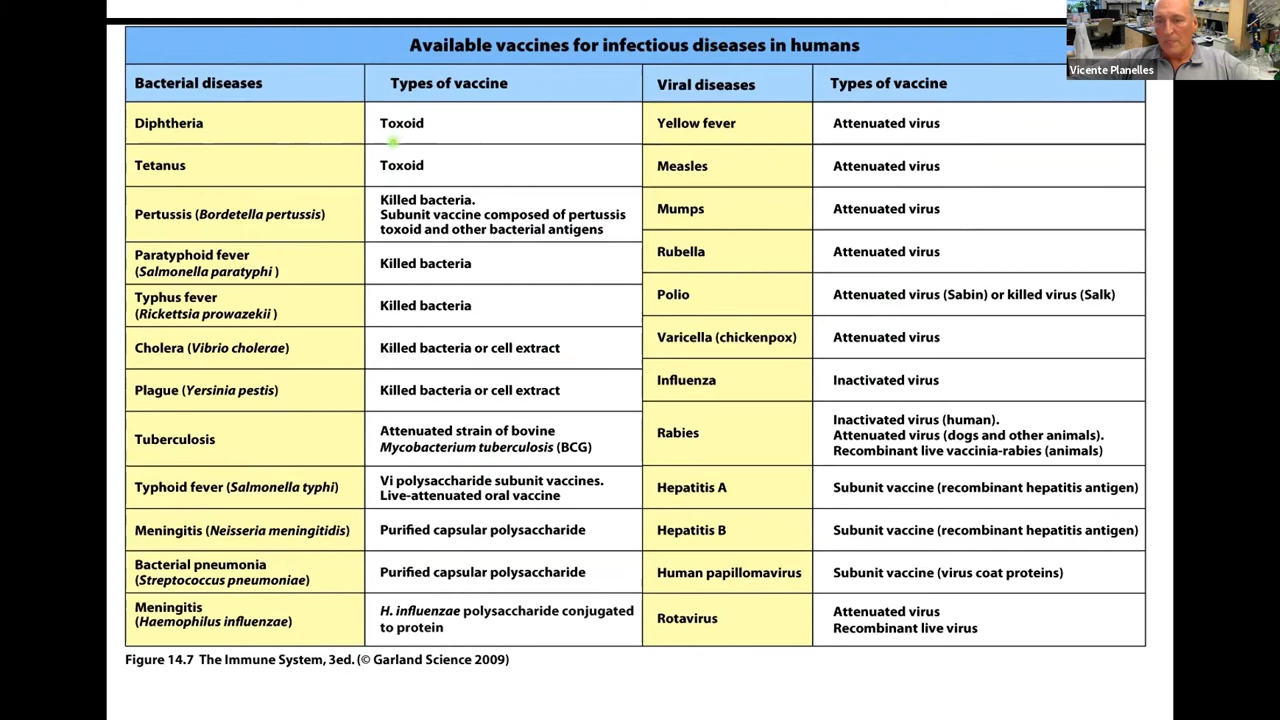 Vicente Planelles
Available vaccines for infectious diseases in humans
Bacterial diseases
Types of vaccine
Viral diseases
Types of vaccine
Diphtheria
Toxoid
Yellow fever
Attenuated virus
Tetanus
Toxoid
Measles
Attenuated virus
Pertussis (Bordetella pertussis)
Killed bacteria.
Subunit vaccine composed of pertussis
toxoid and other bacterial antigens
Mumps
Attenuated virus
Paratyphoid fever
(Salmonella paratyphi )
Killed bacteria
Rubella
Attenuated virus
Typhus fever
(Rickettsia prowazekii )
Killed bacteria
Polio
Attenuated virus (Sabin) or killed virus (Salk)
Cholera (Vibrio cholerae)
Killed bacteria or cell extract
Varicella (chickenpox)
Attenuated virus
Plague (Yersinia pestis)
Killed bacteria or cell extract
Influenza
Inactivated virus
Tuberculosis
Attenuated strain of bovine
Mycobacterium tuberculosis (BCG)
Rabies
Inactivated virus (human).
Attenuated virus (dogs and other animals).
Recombinant live vaccinia-rabies (animals)
Typhoid fever (Salmonella typhi)
Vi polysaccharide subunit vaccines.
Live-attenuated oral vaccine
Hepatitis A
Subunit vaccine (recombinant hepatitis antigen)
Meningitis (Neisseria meningitidis)
Purified capsular polysaccharide
Hepatitis B
Subunit vaccine (recombinant hepatitis antigen)
Bacterial pneumonia
(Streptococcus pneumoniae)
Purified capsular polysaccharide
Human papillomavirus
Subunit vaccine (virus coat proteins)
Meningitis
(Haemophilus influenzae)
H. influenzae polysaccharide conjugated
to protein
Rotavirus
Attenuated virus
Recombinant live virus
Figure 14.7 The Immune System, 3ed. (© Garland Science 2009)